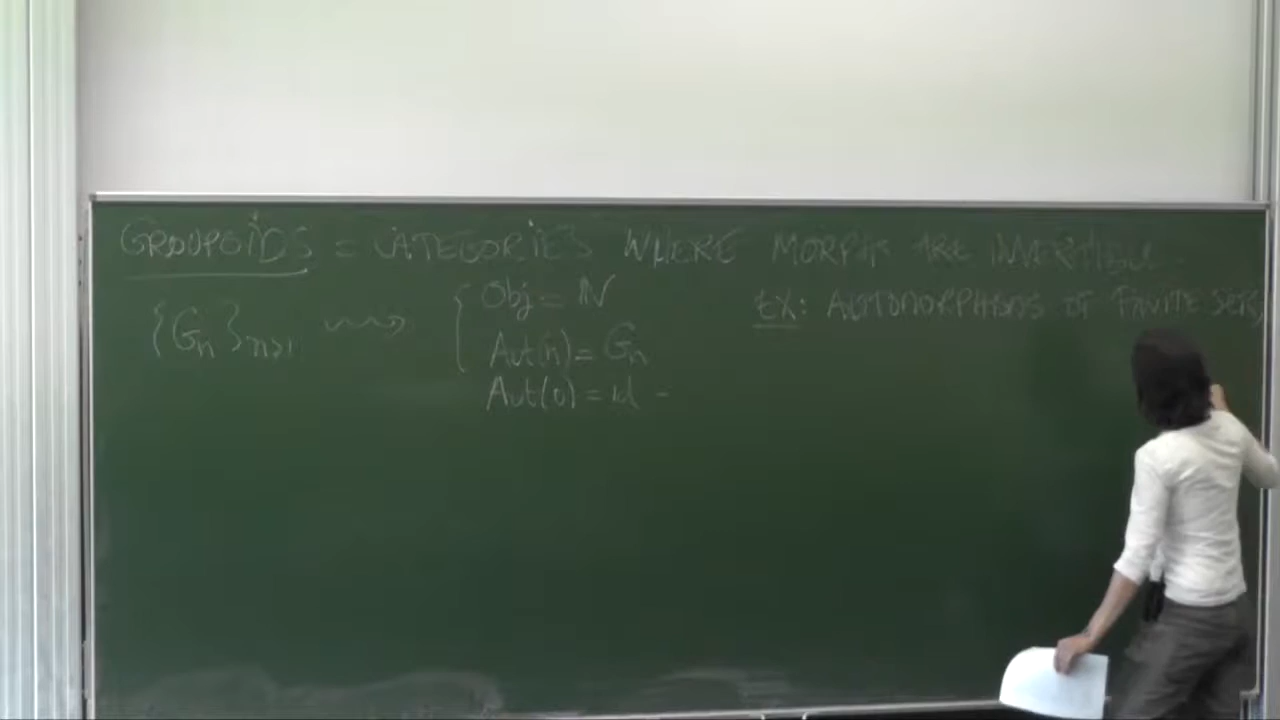 GROUPOIDS = CATEGORIES WHERE MORPH. ARE INVERTIBLE.
{Gₙ}ₙ≥₁ ⇝ { Obj = ℕ
Aut(n) = Gₙ
Aut(0) = id -
EX: AUTOMORPHISMS OF FINITE SETS,